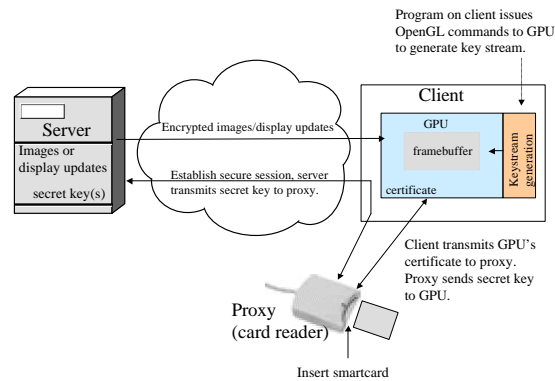 Program on client issues
OpenGL commands to GPU
to generate key stream.
Client
Server
Images or
display updates
secret key(s)
Encrypted images/display updates
Establish secure session, server
transmits secret key to proxy.
GPU
framebuffer
certificate
Keystream
generation
Client transmits GPU's
certificate to proxy.
Proxy sends secret key
to GPU.
Proxy
(card reader)
Insert smartcard